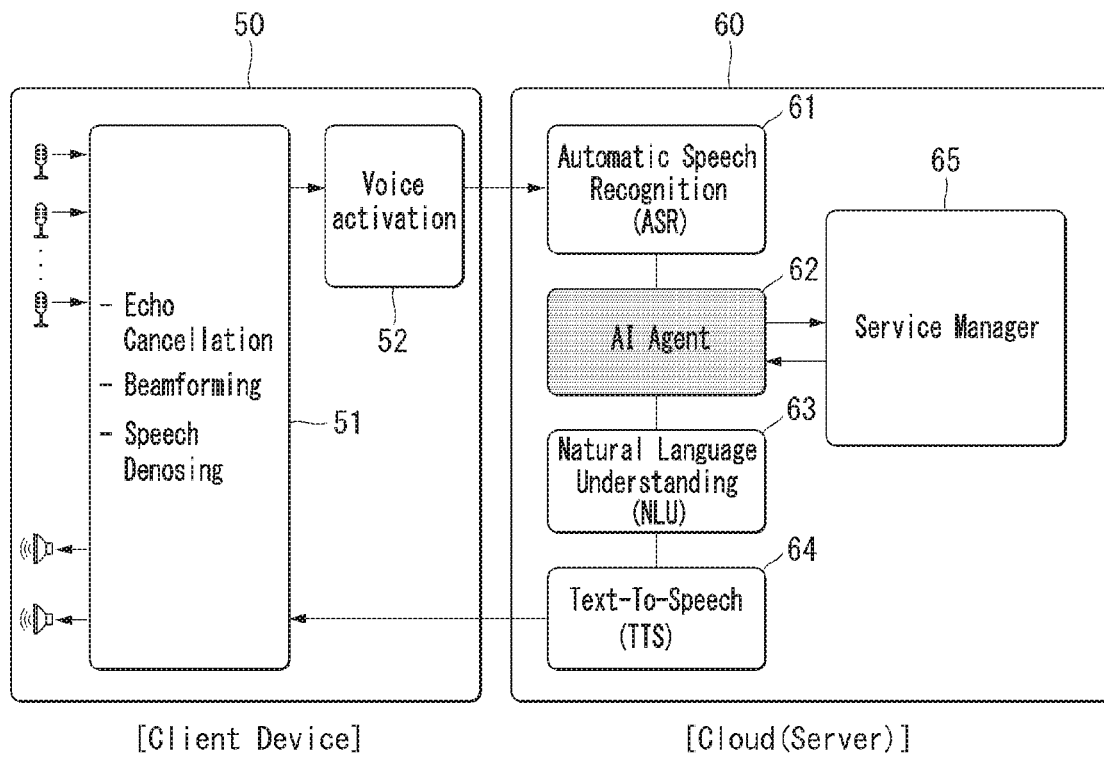 50
60
51
- Echo
Cancellation
- Beamforming
- Speech
Denosing
Voice
activation
52
61
Automatic Speech
Recognition
(ASR)
62
AI Agent
63
Natural Language
Understanding
(NLU)
64
Text-To-Speech
(TTS)
65
Service Manager
[Client Device]
[Cloud(Server)]